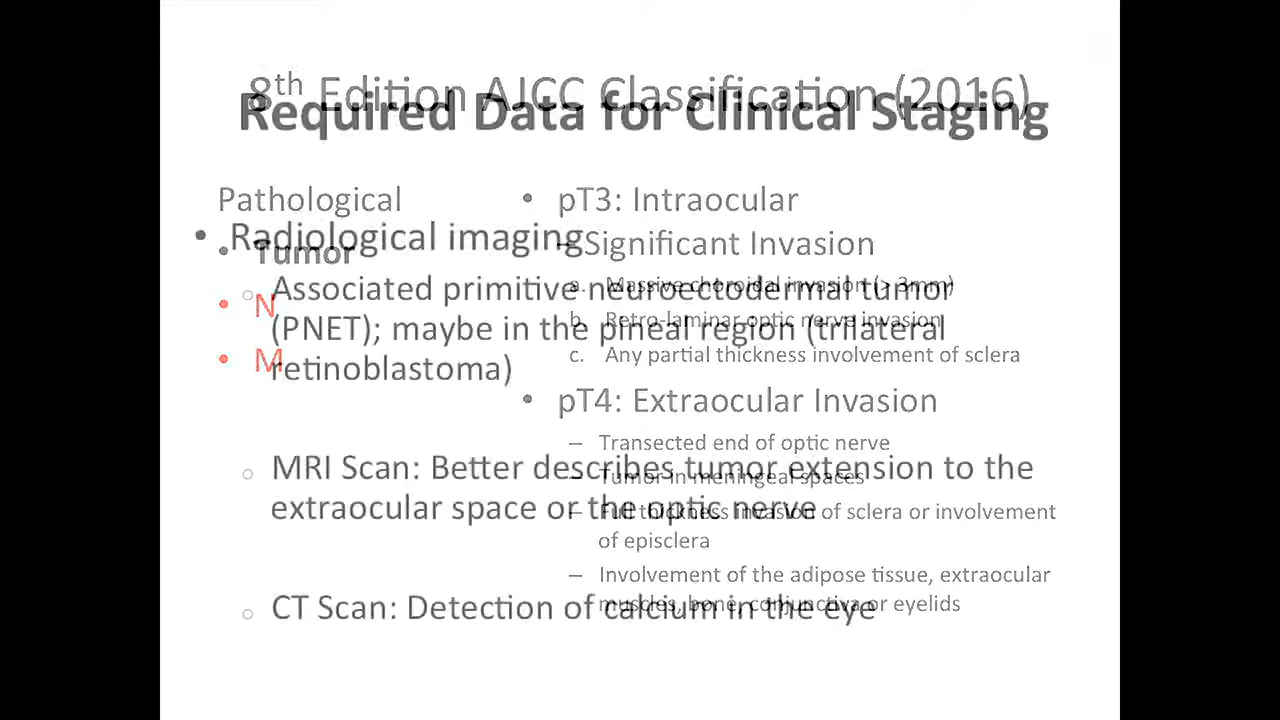 8th Edition AJCC Classification (2016)
Pathological
• Tumor
• N
• M
• pT3: Intraocular
– Significant Invasion
a. Massive choroidal invasion (> 3mm)
b. Retro-laminar optic nerve invasion
c. Any partial thickness involvement of sclera
• pT4: Extraocular Invasion
– Transected end of optic nerve
– Tumor in meningeal spaces
– Full thickness invasion of sclera or involvement
of episclera
– Involvement of the adipose tissue, extraocular
muscles, bone, conjunctiva or eyelids
Required Data for Clinical Staging
• Radiological imaging
○ Associated primitive neuroectodermal tumor
(PNET); maybe in the pineal region (trilateral
retinoblastoma)
○ MRI Scan: Better describes tumor extension to the
extraocular space or the optic nerve
○ CT Scan: Detection of calcium in the eye